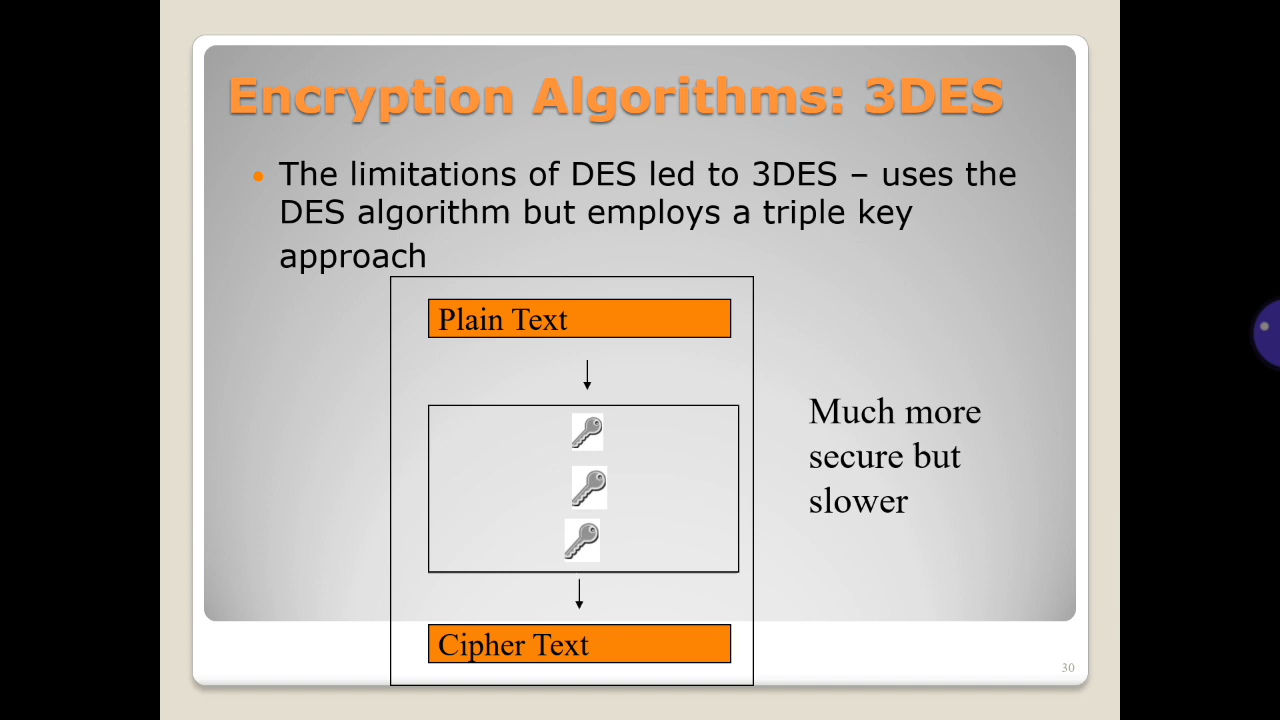 Encryption Algorithms: 3DES
• The limitations of DES led to 3DES – uses the
DES algorithm but employs a triple key
approach
Plain Text
Much more
secure but
slower
Cipher Text
30